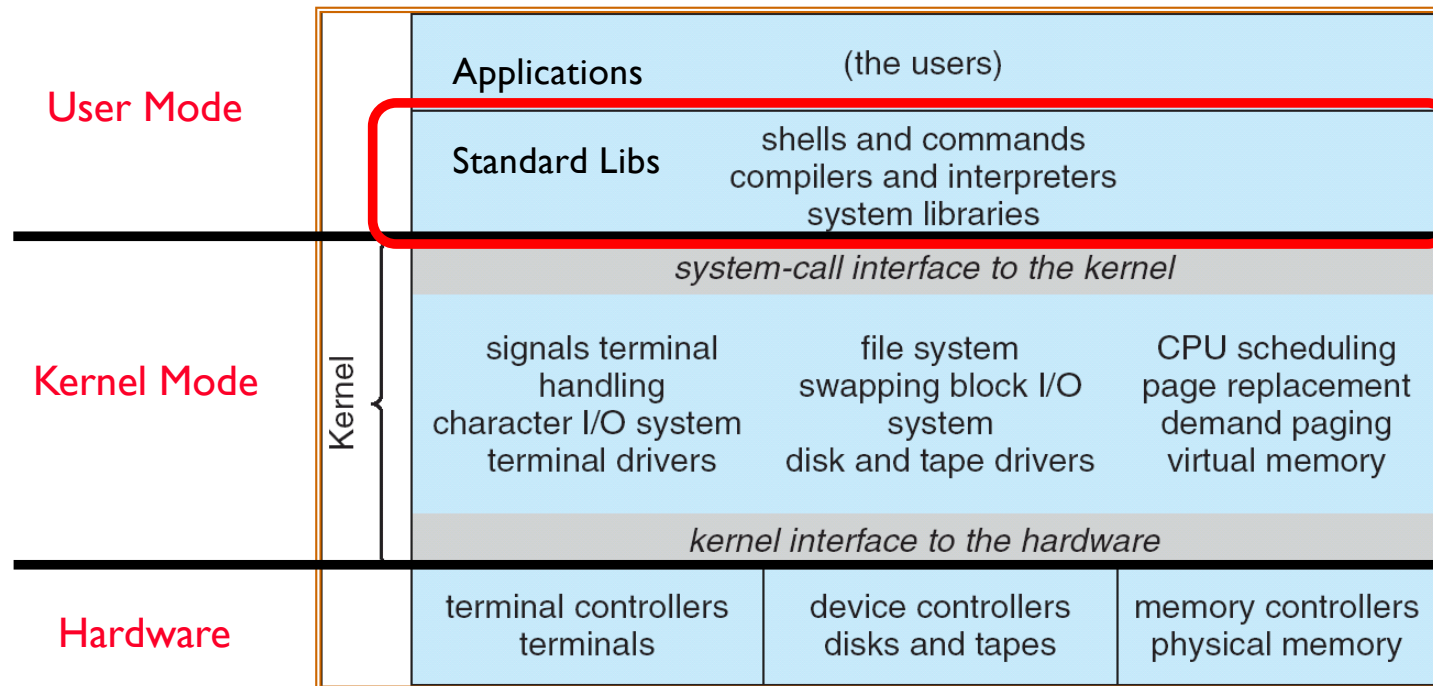 User Mode
Applications
(the users)
Standard Libs
shells and commands
compilers and interpreters
system libraries
Kernel Mode
Kernel
system-call interface to the kernel
signals terminal
handling
character I/O system
terminal drivers
file system
swapping block I/O
system
disk and tape drivers
CPU scheduling
page replacement
demand paging
virtual memory
kernel interface to the hardware
Hardware
terminal controllers
terminals
device controllers
disks and tapes
memory controllers
physical memory